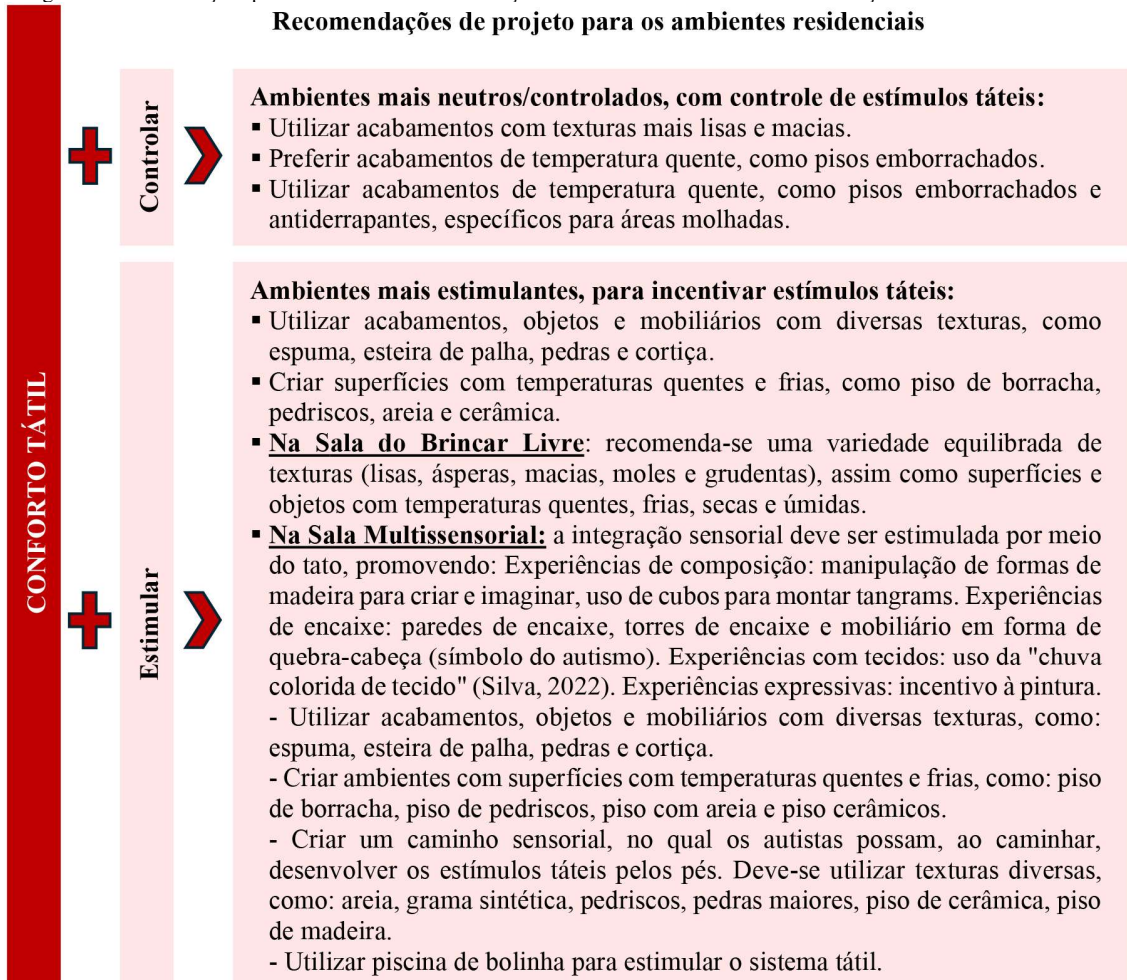 Recomendações de projeto para os ambientes residenciais
CONFORTO TÁTIL
Controlar
Ambientes mais neutros/controlados, com controle de estímulos táteis:
▪ Utilizar acabamentos com texturas mais lisas e macias.
▪ Preferir acabamentos de temperatura quente, como pisos emborrachados.
▪ Utilizar acabamentos de temperatura quente, como pisos emborrachados e
antiderrapantes, específicos para áreas molhadas.
Estimular
Ambientes mais estimulantes, para incentivar estímulos táteis:
▪ Utilizar acabamentos, objetos e mobiliários com diversas texturas, como
espuma, esteira de palha, pedras e cortiça.
▪ Criar superfícies com temperaturas quentes e frias, como piso de borracha,
pedriscos, areia e cerâmica.
▪ Na Sala do Brincar Livre: recomenda-se uma variedade equilibrada de
texturas (lisas, ásperas, macias, moles e grudentas), assim como superfícies e
objetos com temperaturas quentes, frias, secas e úmidas.
▪ Na Sala Multissensorial: a integração sensorial deve ser estimulada por meio
do tato, promovendo: Experiências de composição: manipulação de formas de
madeira para criar e imaginar, uso de cubos para montar tangrams. Experiências
de encaixe: paredes de encaixe, torres de encaixe e mobiliário em forma de
quebra-cabeça (símbolo do autismo). Experiências com tecidos: uso da "chuva
colorida de tecido" (Silva, 2022). Experiências expressivas: incentivo à pintura.
- Utilizar acabamentos, objetos e mobiliários com diversas texturas, como:
espuma, esteira de palha, pedras e cortiça.
- Criar ambientes com superfícies com temperaturas quentes e frias, como: piso
de borracha, piso de pedriscos, piso com areia e piso cerâmicos.
- Criar um caminho sensorial, no qual os autistas possam, ao caminhar,
desenvolver os estímulos táteis pelos pés. Deve-se utilizar texturas diversas,
como: areia, grama sintética, pedriscos, pedras maiores, piso de cerâmica, piso
de madeira.
- Utilizar piscina de bolinha para estimular o sistema tátil.